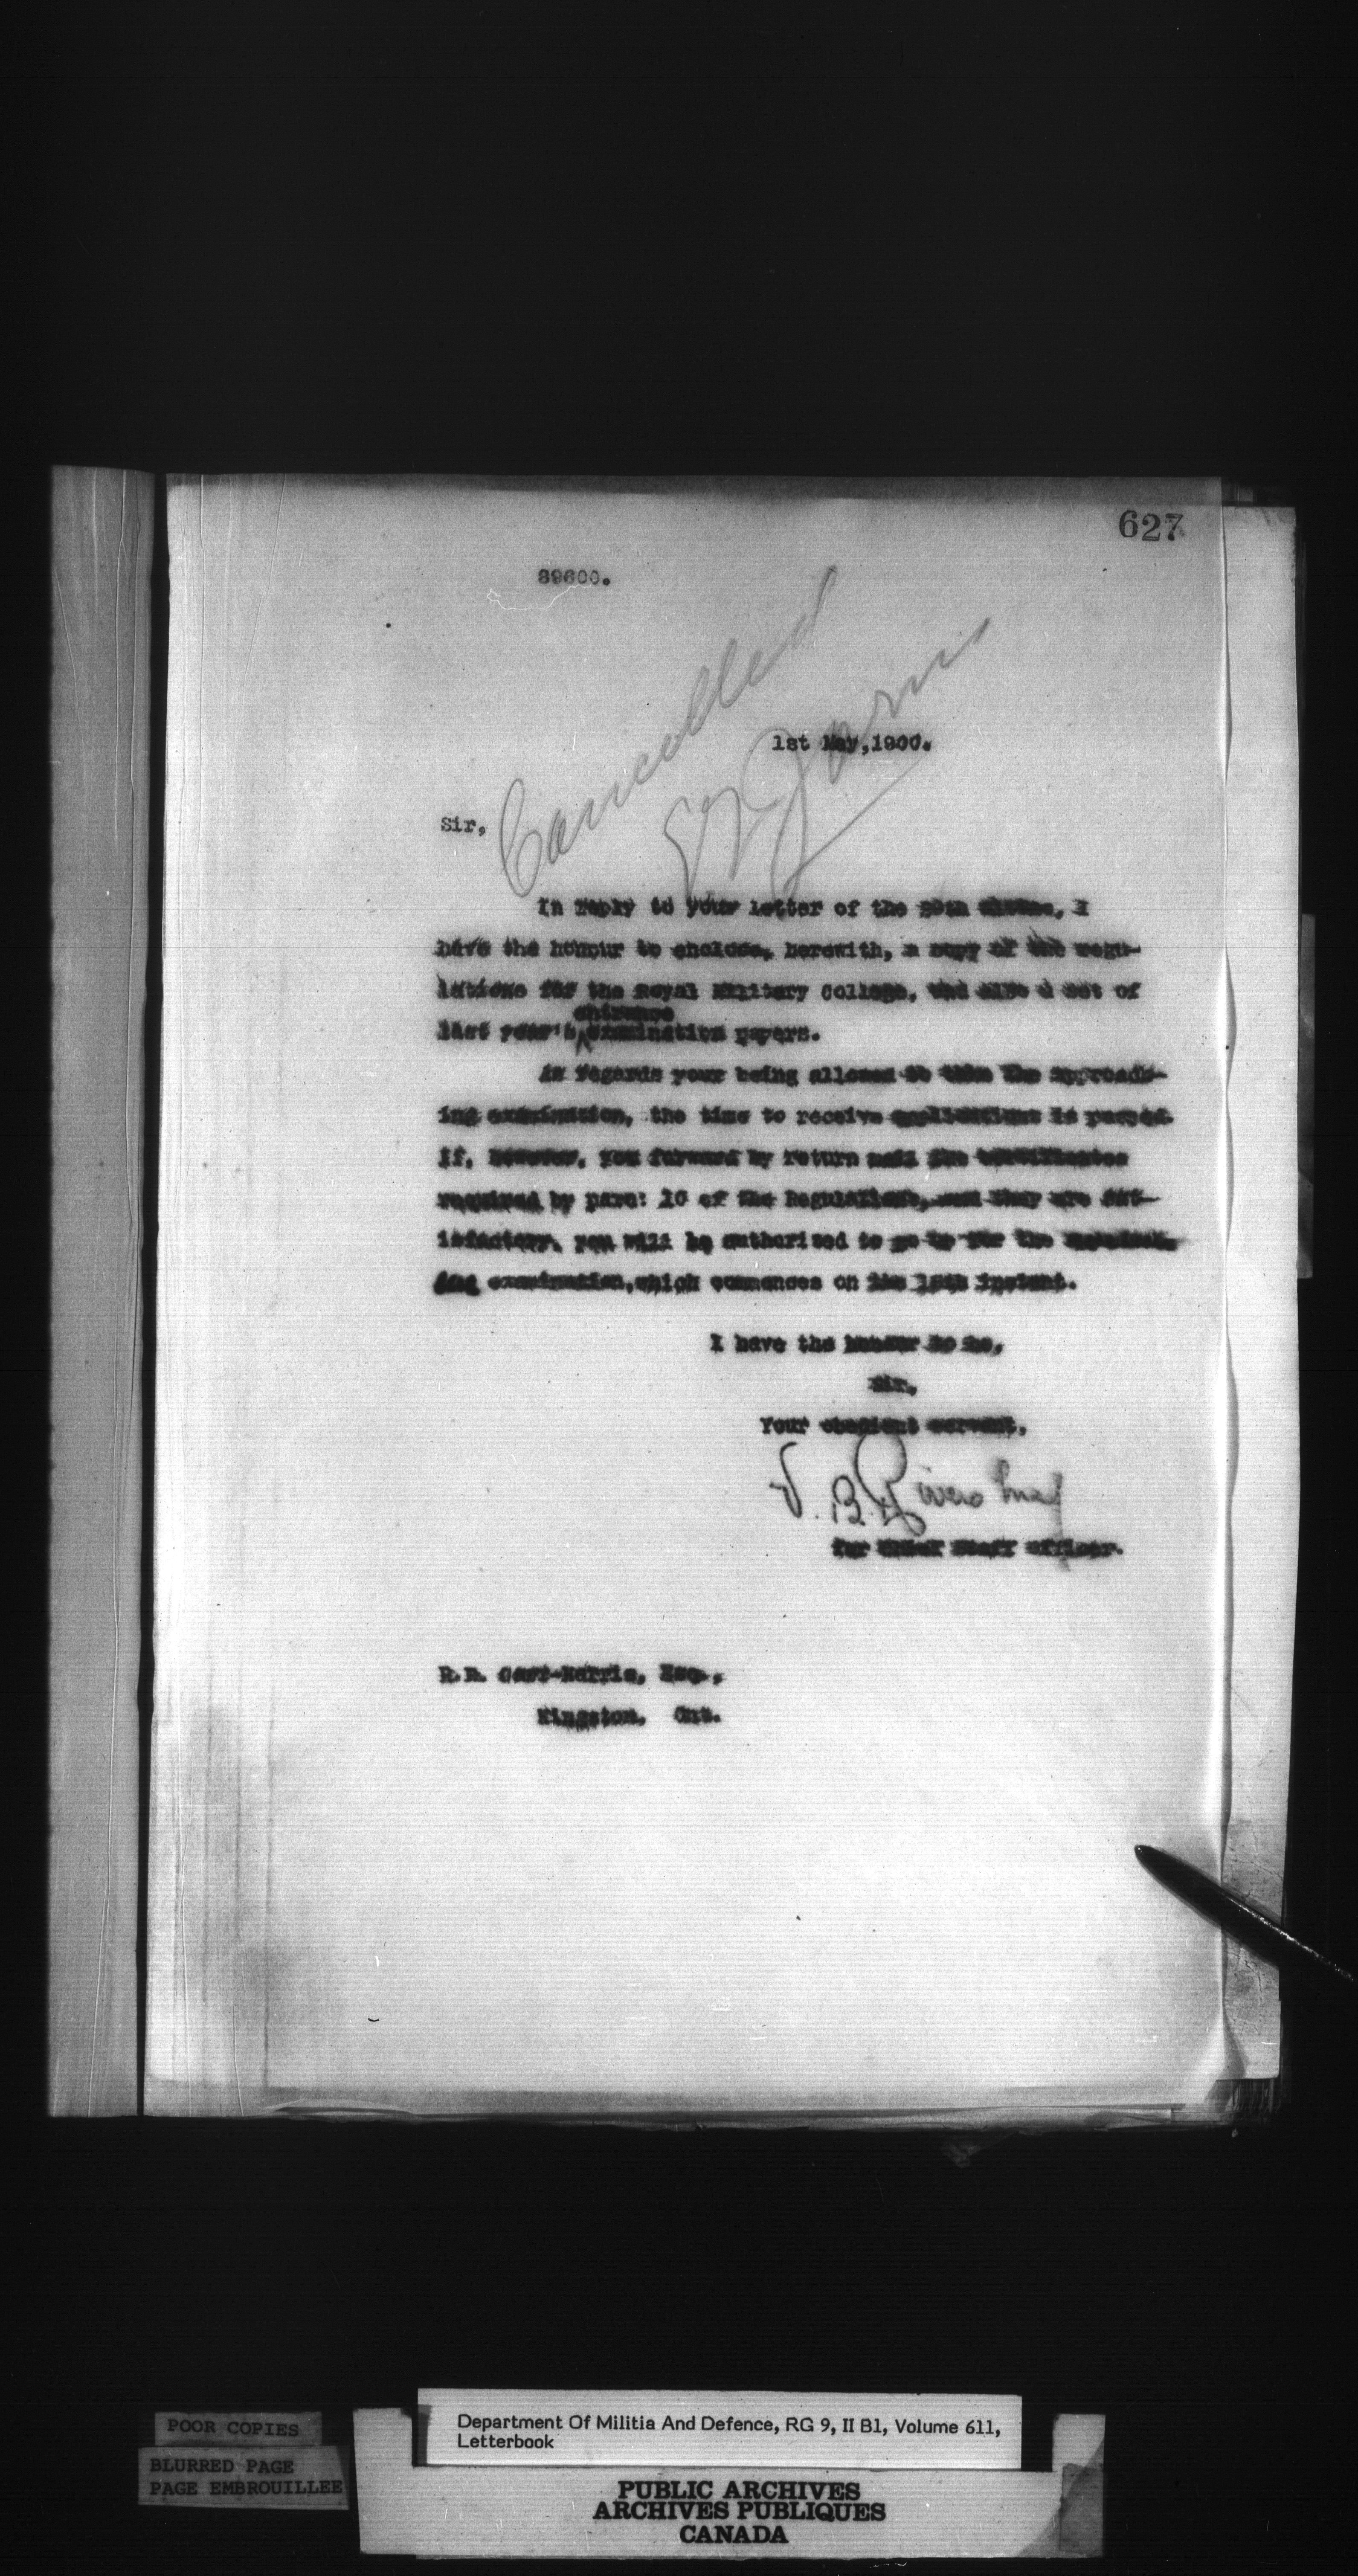 627
89600.
Cancelled
1st May,1900.
Sir,
In reply to your letter of the I
have the honour to enclose, herewith, a copy of the regu-
lations for the Royal Military College, and also a set of
entrance
last year's examination papers.
As regards your being allowed to take the approach-
ing examination, the time to receive applications is passed
If, however, you forward by return mail the certificates
required by para: of the Regulations, and they are sat-
isfactory, you will be authorised to go up for the
ing examination,which commences on the instant.
I have the honour to be,
Sir,
Your obedient servant,
for Chief Staff Officer.
Carr-Harris, Esq.,
Kingston, Ont.
POOR COPIES
BLURRED PAGE
PAGE EMBROUILLEE
Department Of Militia And Defence, RG 9, II B1, Volume 611,
Letterbook
PUBLIC ARCHIVES
ARCHIVES PUBLIQUES
CANADA